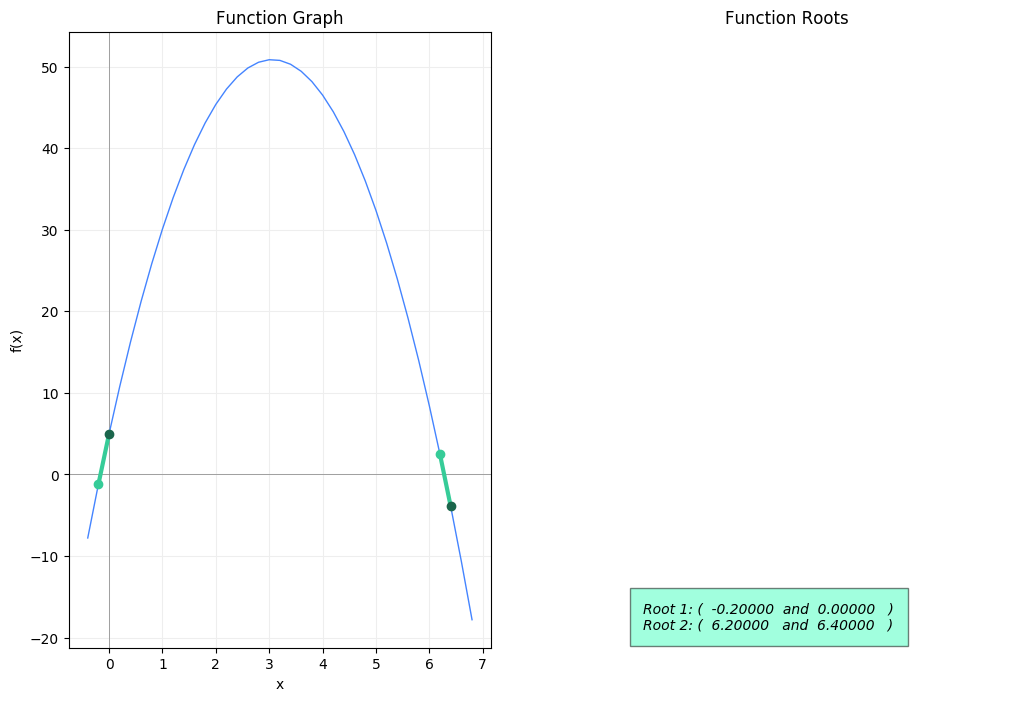 Function Graph
Function Roots
50
40
30
20
10
0
−10
−20
f(x)
0 1 2 3 4 5 6 7
x
Root 1: ( -0.20000 and 0.00000 )
Root 2: ( 6.20000 and 6.40000 )